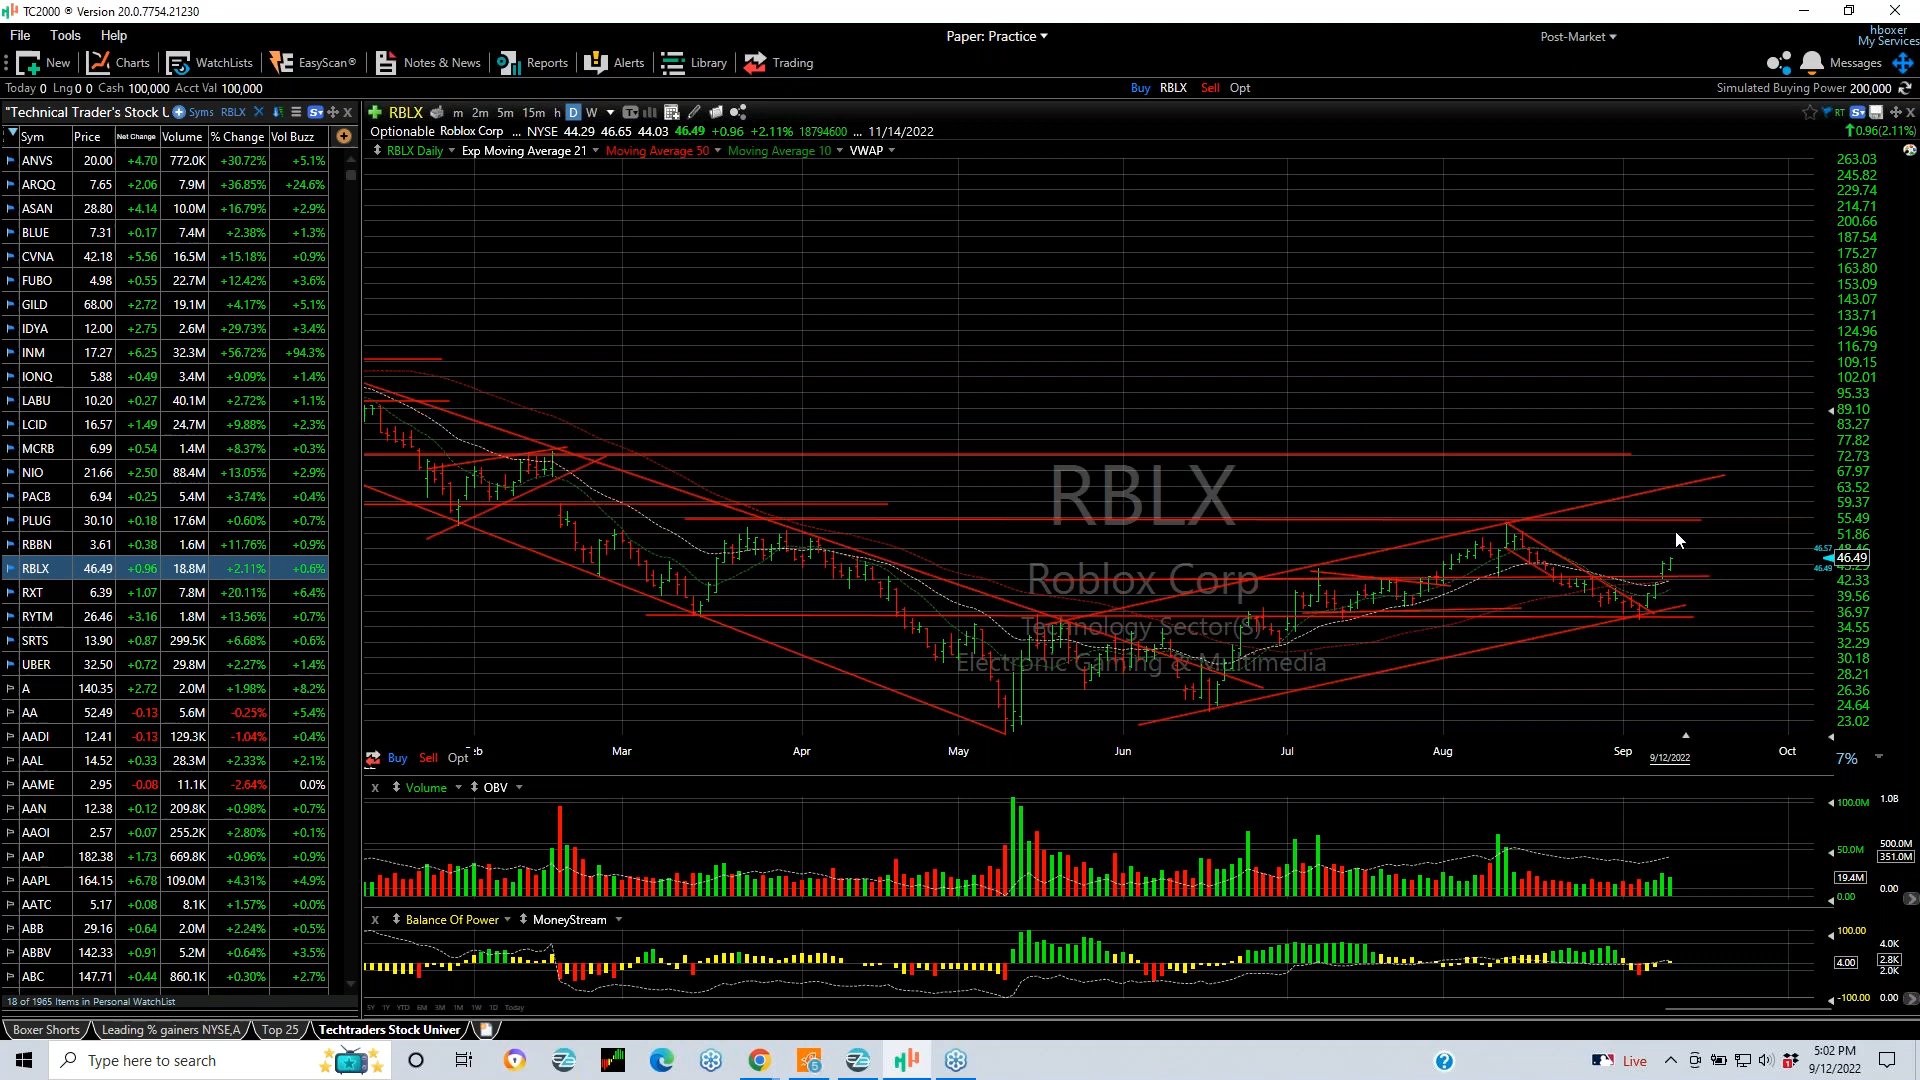 TC2000 ® Version 20.0.7754.21230
File Tools Help
Paper: Practice
Post-Market
hboxer
My Services
New Charts WatchLists EasyScan® Notes & News Reports Alerts Library Trading
Messages
Today 0 Lng 0 0 Cash 100,000 Acct Val 100,000
Buy RBLX Sell Opt
Simulated Buying Power 200,000
"Technical Trader's Stock U Syms RBLX
RBLX m 2m 5m 15m h D W
RT
Optionable Roblox Corp ... NYSE 44.29 46.65 44.03 46.49 +0.96 +2.11% 18794600 ... 11/14/2022
0.96(2.11%)
RBLX Daily Exp Moving Average 21 Moving Average 50 Moving Average 10 VWAP
Sym Price Net Change Volume % Change Vol Buzz
ANVS 20.00 +4.70 772.0K +30.72% +5.1%
ARQQ 7.65 +2.06 7.9M +36.85% +24.6%
ASAN 28.80 +4.14 10.0M +16.79% +2.9%
BLUE 7.31 +0.17 7.4M +2.38% +1.3%
CVNA 42.18 +5.56 16.5M +15.18% +0.9%
FUBO 4.98 +0.55 22.7M +12.42% +3.6%
GILD 68.00 +2.72 19.1M +4.17% +5.1%
IDYA 12.00 +2.75 2.6M +29.73% +3.4%
INM 17.27 +6.25 32.3M +56.72% +94.3%
IONQ 5.88 +0.49 3.4M +9.09% +1.4%
LABU 10.20 +0.27 40.1M +2.72% +1.1%
LCID 16.57 +1.49 24.7M +9.88% +2.3%
MCRB 6.99 +0.54 1.4M +8.37% +0.3%
NIO 21.66 +2.50 88.4M +13.05% +2.9%
PACB 6.94 +0.25 5.4M +3.74% +0.4%
PLUG 30.10 +0.18 17.6M +0.60% +0.7%
RBBN 3.61 +0.38 1.6M +11.76% +0.9%
RBLX 46.49 +0.96 18.8M +2.11% +0.6%
RXT 6.39 +1.07 7.8M +20.11% +6.4%
RYTM 26.46 +3.16 1.8M +13.56% +0.7%
SRTS 13.90 +0.87 299.5K +6.68% +0.6%
UBER 32.50 +0.72 29.8M +2.27% +1.4%
A 140.35 +2.72 2.0M +1.98% +8.2%
AA 52.49 -0.13 5.6M -0.25% +5.4%
AADI 12.41 -0.13 129.3K -1.04% +0.4%
AAL 14.52 +0.33 28.3M +2.33% +2.1%
AAME 2.95 -0.08 11.1K -2.64% 0.0%
AAN 12.38 +0.12 209.8K +0.98% +0.7%
AAOI 2.57 +0.07 255.2K +2.80% +0.1%
AAP 182.38 +1.73 669.8K +0.96% +0.9%
AAPL 164.15 +6.78 109.0M +4.31% +4.9%
AATC 5.17 +0.08 8.1K +1.57% +0.0%
ABB 29.16 +0.64 2.0M +2.24% +0.5%
ABBV 142.33 +0.91 5.2M +0.64% +3.5%
ABC 147.71 +0.44 860.1K +0.30% +2.7%
18 of 1965 Items in Personal WatchList
263.03
245.82
229.74
214.71
200.66
187.54
175.27
163.80
153.09
143.07
133.71
124.96
116.79
109.15
102.01
95.33
89.10
83.27
77.82
72.73
67.97
63.52
59.37
55.49
51.86
46.57
46.49
46.49
42.33
39.56
36.97
34.55
32.29
30.18
28.21
26.36
24.64
23.02
RBLX
Roblox Corp
Technology Sector(S)
Electronic Gaming & Multimedia
Mar Apr May Jun Jul Aug Sep Oct
9/12/2022
Buy Sell Opt
7%
x Volume OBV
100.0M 1.0B
50.0M 500.0M
351.0M
19.4M
0.00 0.00
x Balance Of Power MoneyStream
100.00
4.0K
4.00 2.8K
2.0K
-100.00 0.00
5Y 1Y YTD 6M 3M 1M 1W 1D Today
Boxer Shorts Leading % gainers NYSE,A Top 25 Techtraders Stock Univer
Type here to search
Live
5:02 PM
9/12/2022